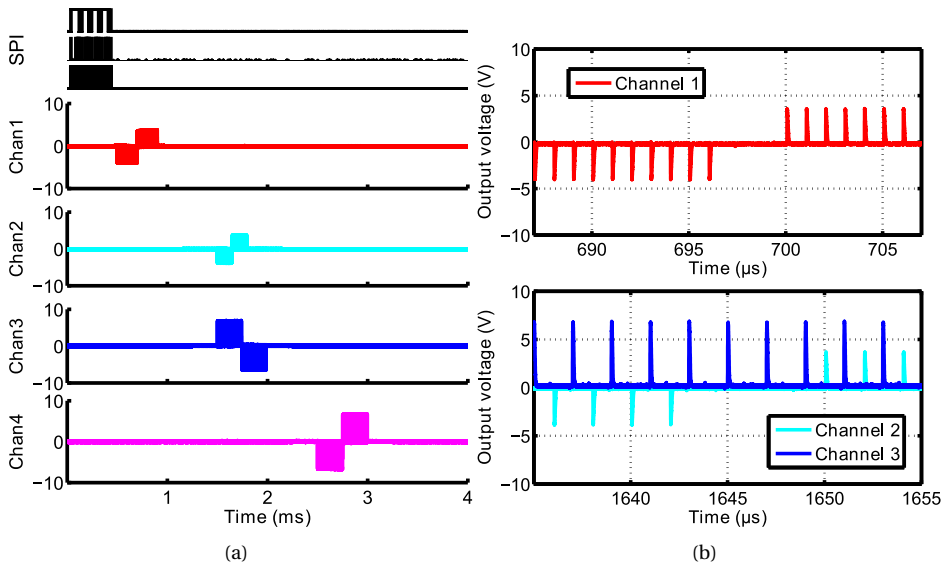 SPI
10
Chan1
0
−10
10
Chan2
0
−10
10
Chan3
0
−10
10
Chan4
0
−10
1 2 3 4
Time (ms)
(a)
10
5
0
−5
−10
Output voltage (V)
Channel 1
690 695 700 705
Time (µs)
10
5
0
−5
−10
Output voltage (V)
Channel 2
Channel 3
1640 1645 1650 1655
Time (µs)
(b)